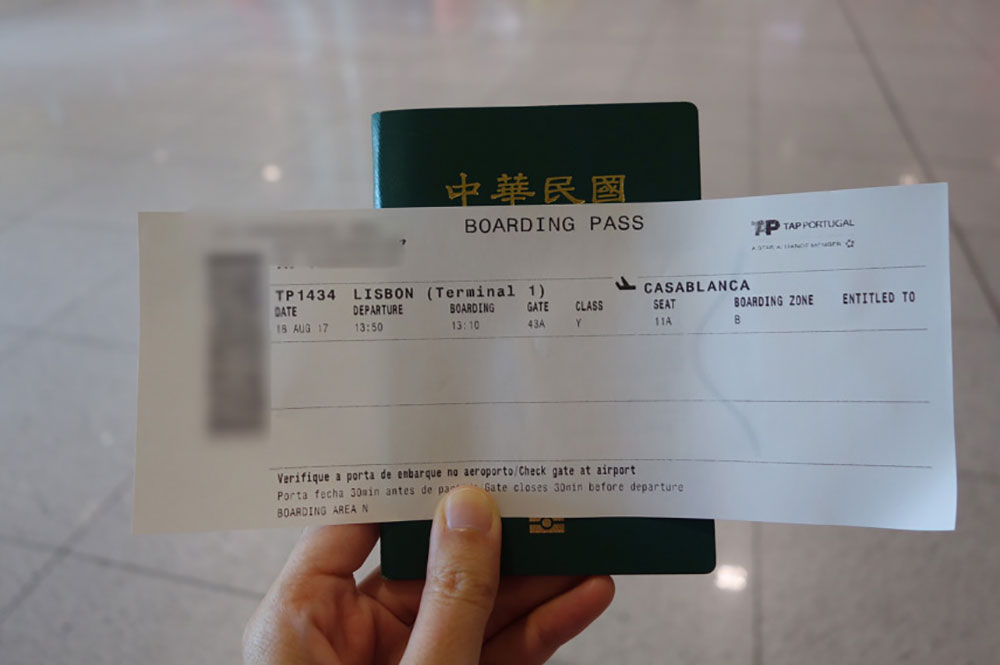 中華民國
BOARDING PASS
TAP PORTUGAL
A STAR ALLIANCE MEMBER
TP1434 LISBON (Terminal 1) CASABLANCA
DATE DEPARTURE BOARDING GATE CLASS SEAT BOARDING ZONE ENTITLED TO
16 AUG 17 13:50 13:10 43A Y 11A B
Verifique a porta de embarque no aeroporto/Check gate at airport
Porta fecha 30min antes de Gate closes 30min before departure
BOARDING AREA N